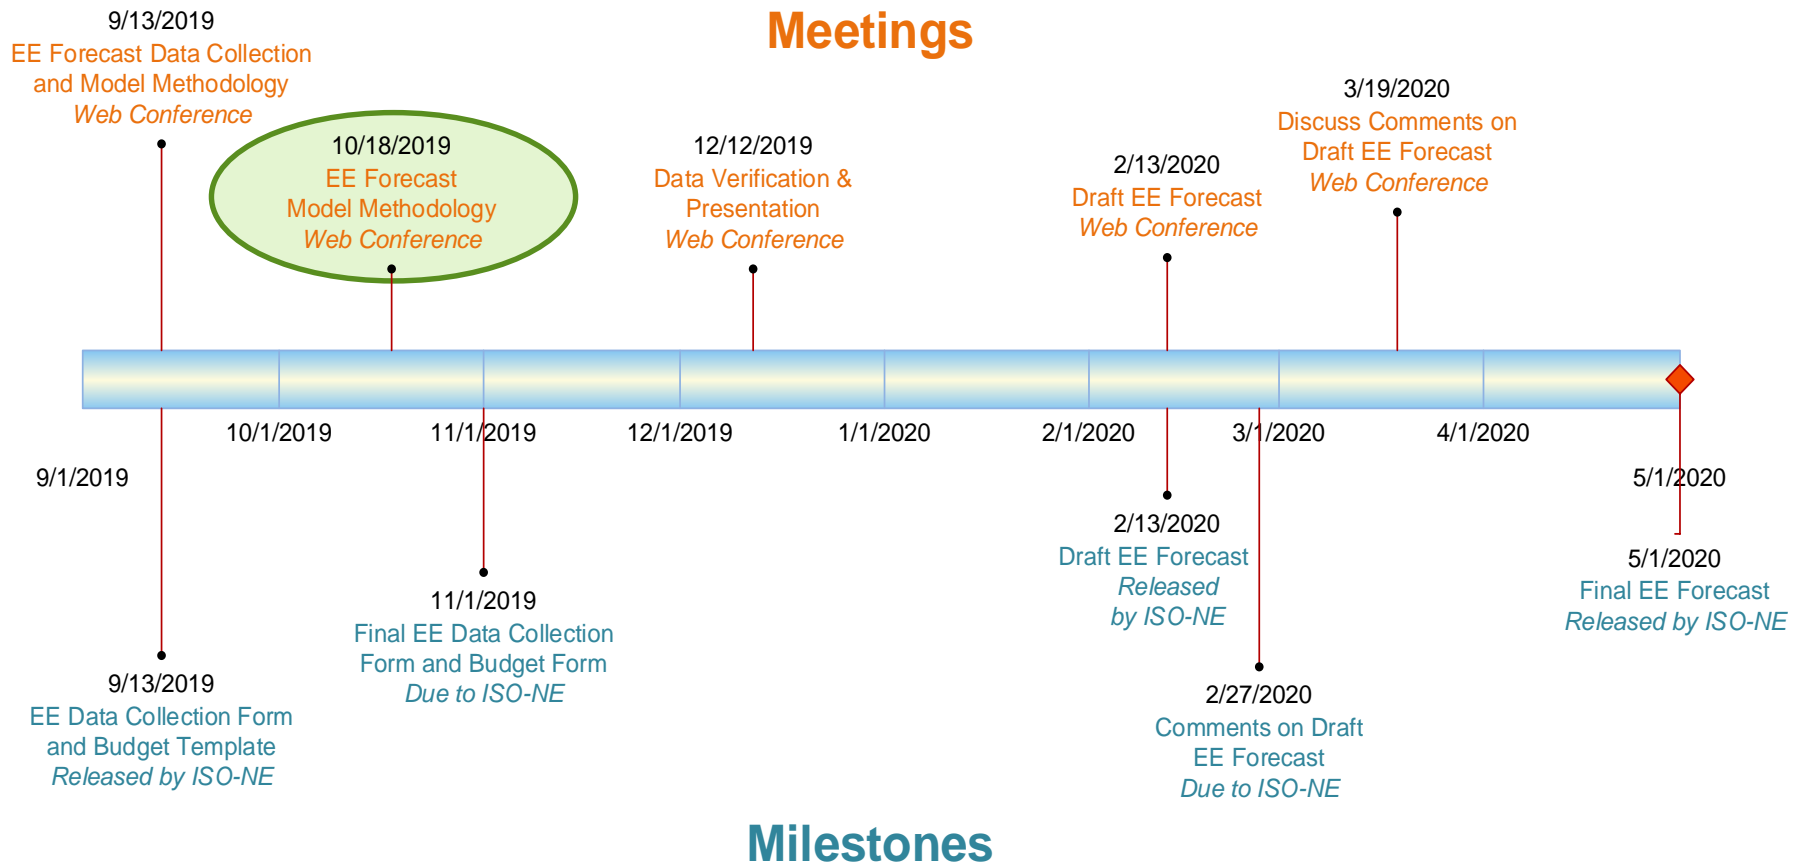 Meetings
9/13/2019
EE Forecast Data Collection
and Model Methodology
Web Conference
10/18/2019
EE Forecast
Model Methodology
Web Conference
12/12/2019
Data Verification &
Presentation
Web Conference
2/13/2020
Draft EE Forecast
Web Conference
3/19/2020
Discuss Comments on
Draft EE Forecast
Web Conference
10/1/2019
11/1/2019
12/1/2019
1/1/2020
2/1/2020
3/1/2020
4/1/2020
9/1/2019
5/1/2020
9/13/2019
EE Data Collection Form
and Budget Template
Released by ISO-NE
11/1/2019
Final EE Data Collection
Form and Budget Form
Due to ISO-NE
2/13/2020
Draft EE Forecast
Released
by ISO-NE
2/27/2020
Comments on Draft
EE Forecast
Due to ISO-NE
5/1/2020
Final EE Forecast
Released by ISO-NE
Milestones